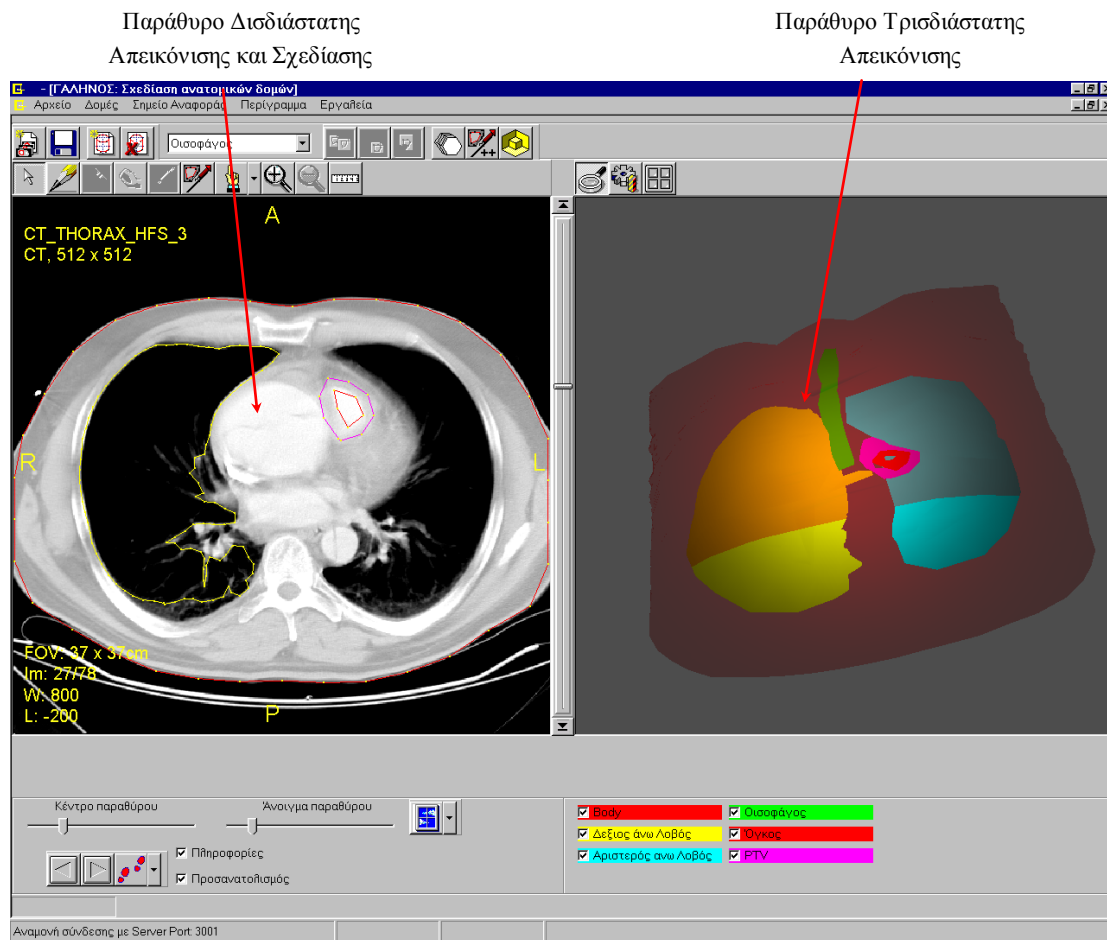 Παράθυρο Δισδιάστατης
Απεικόνισης και Σχεδίασης
Παράθυρο Τρισδιάστατης
Απεικόνισης
- [ΓΑΛΗΝΟΣ: Σχεδίαση ανατομικών δομών]
Αρχείο Δομές Σημείο Αναφοράς Περίγραμμα Εργαλεία
Οισοφάγος
A
CT_THORAX_HFS_3
CT, 512 x 512
R
L
FOV: 37 x 37cm
Im: 27/78
W: 800
L: -200
P
Κέντρο παραθύρου
Άνοιγμα παραθύρου
Πληροφορίες
Προσανατολισμός
Body
Οισοφάγος
Δεξιος άνω Λοβός
Όγκος
Αριστερός ανω Λοβός
PTV
Αναμονή σύνδεσης με Server Port: 3001